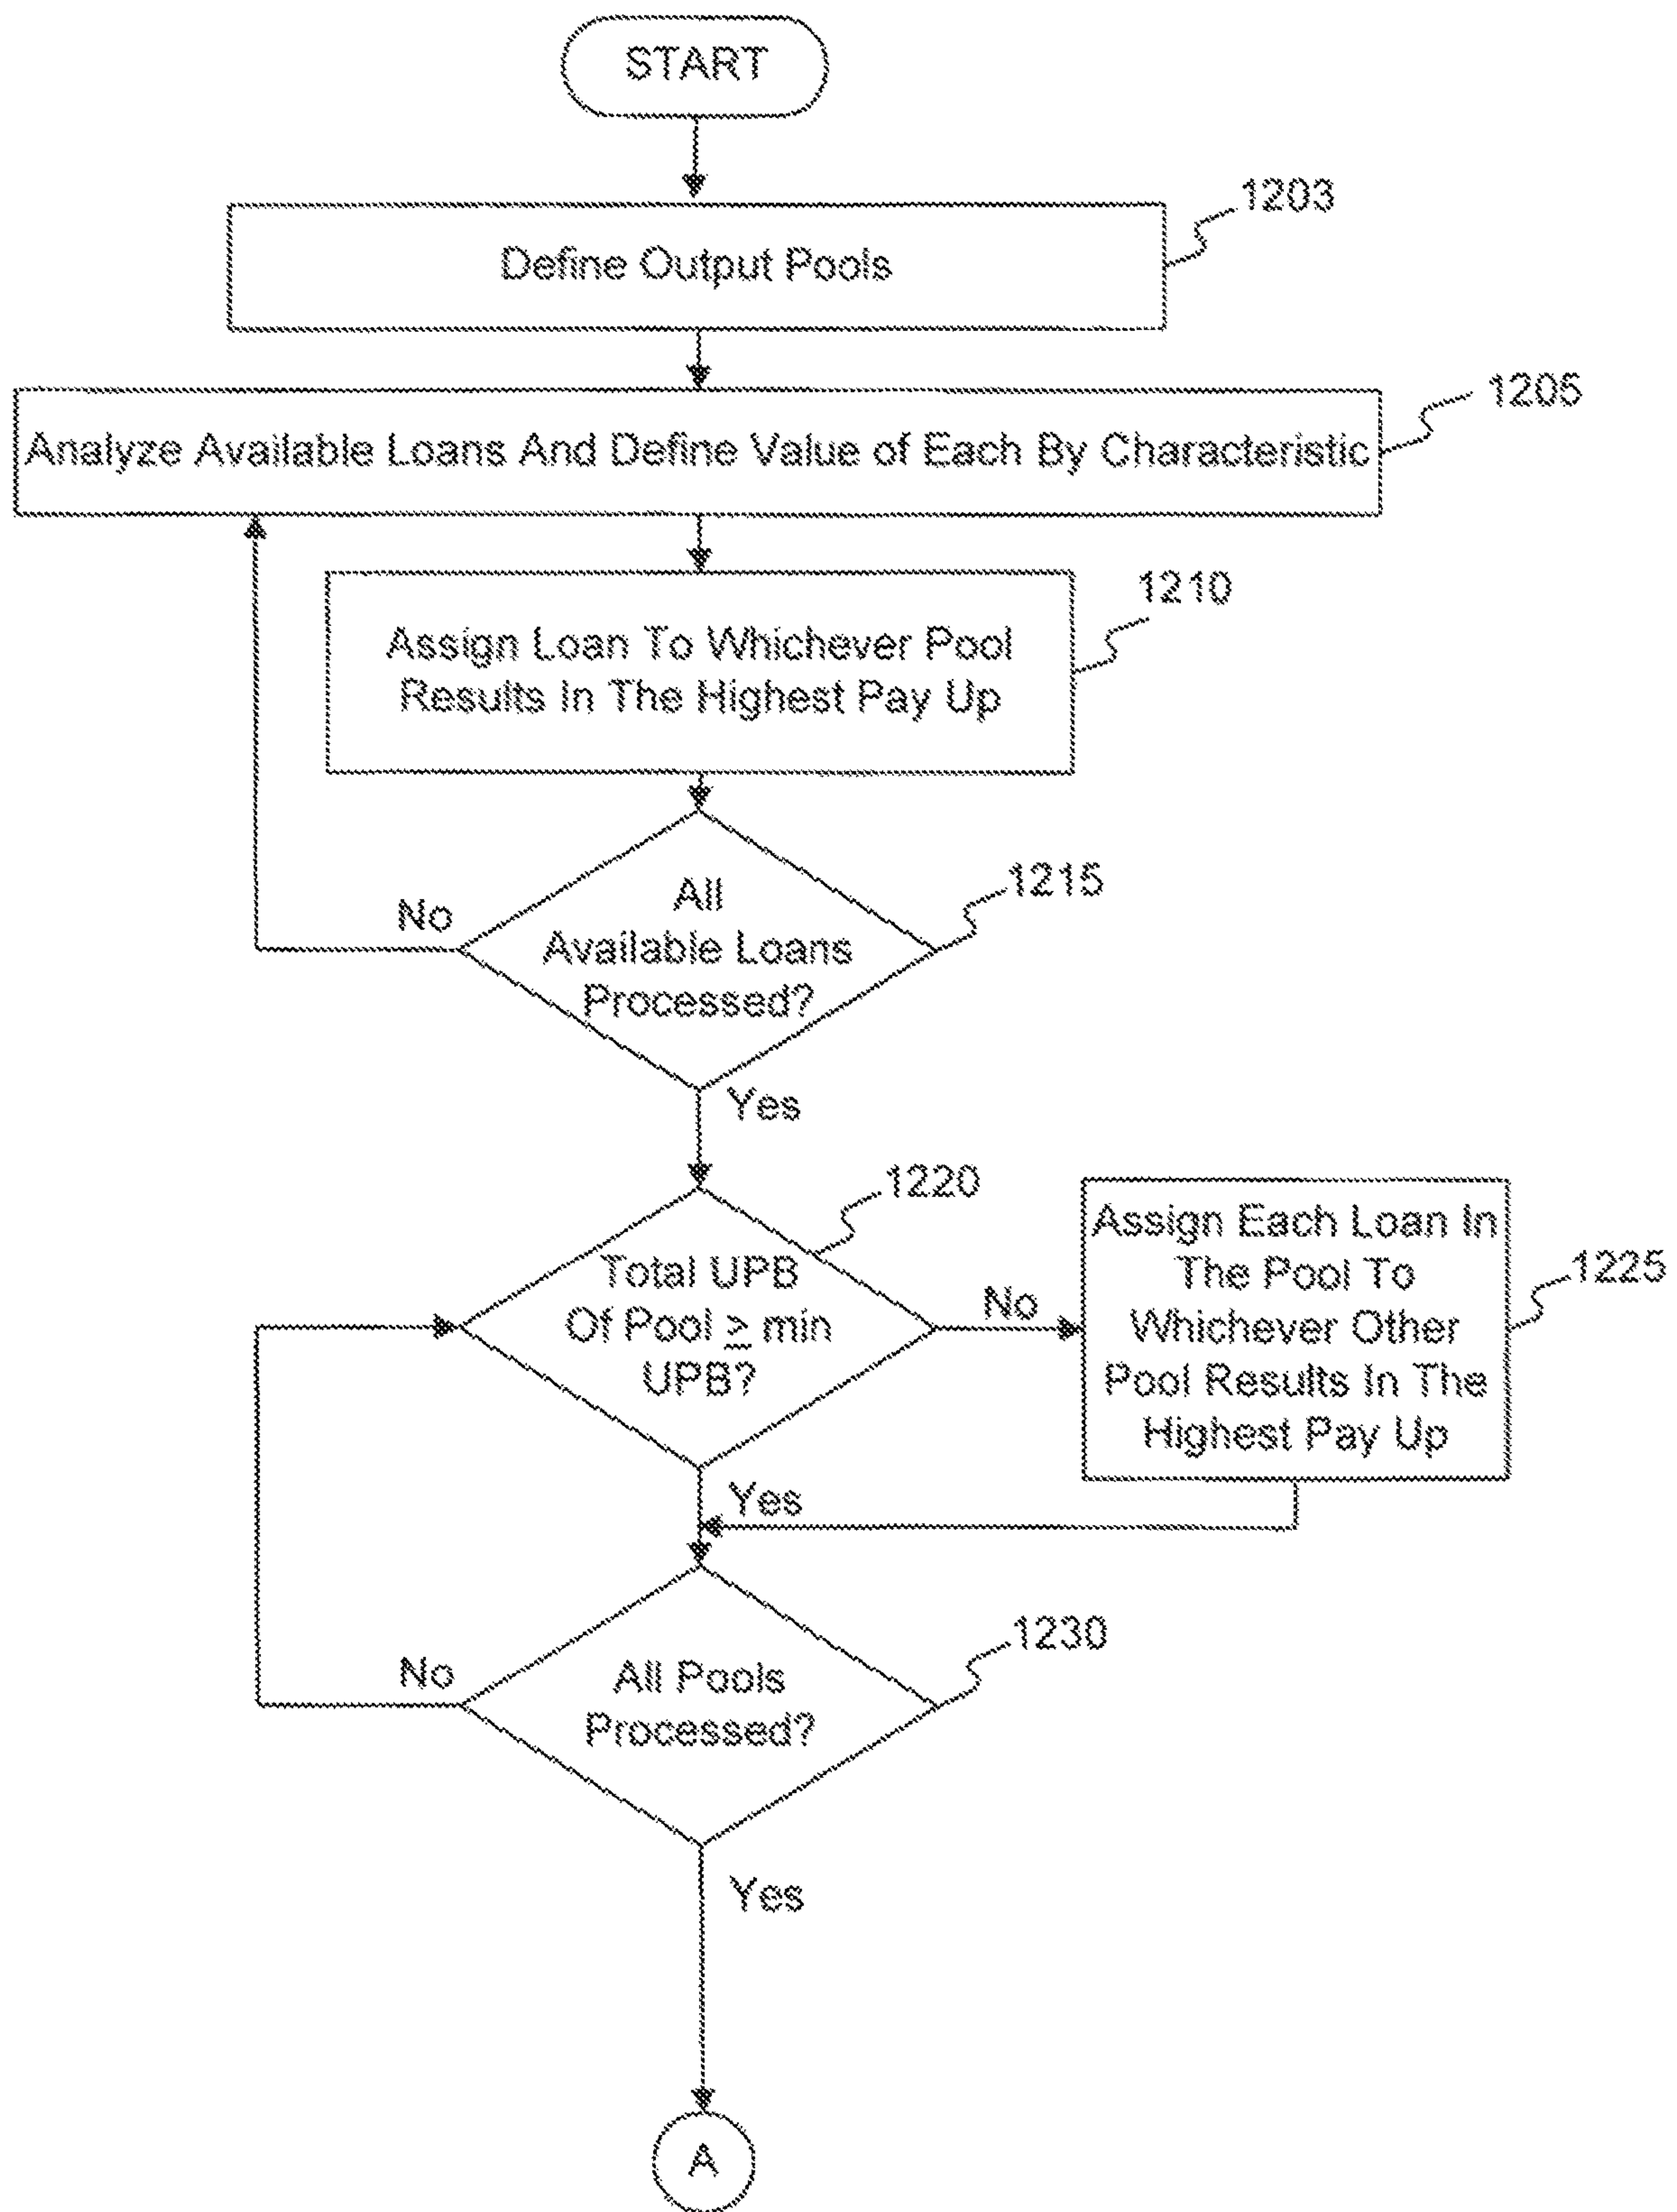 START
1203
Define Output Pools
1205
Analyze Available Loans And Define Value of Each By Characteristic
1210
Assign Loan To Whichever Pool
Results In The Highest Pay Up
1215
All
Available Loans
Processed?
No
Yes
1220
Total UPB
Of Pool ≥ min
UPB?
No
Assign Each Loan In
The Pool To
Whichever Other
Pool Results In The
Highest Pay Up
1225
Yes
1230
All Pools
Processed?
No
Yes
A